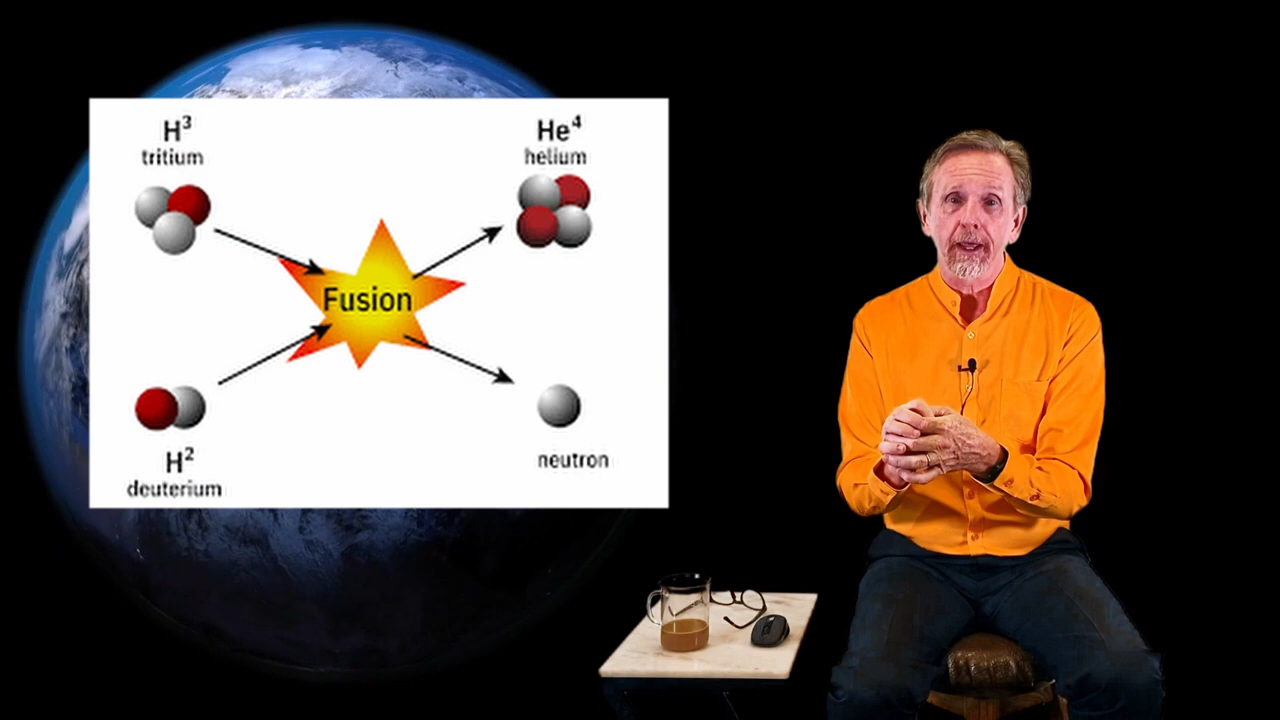 H³
tritium
He⁴
helium
Fusion
H²
deuterium
neutron